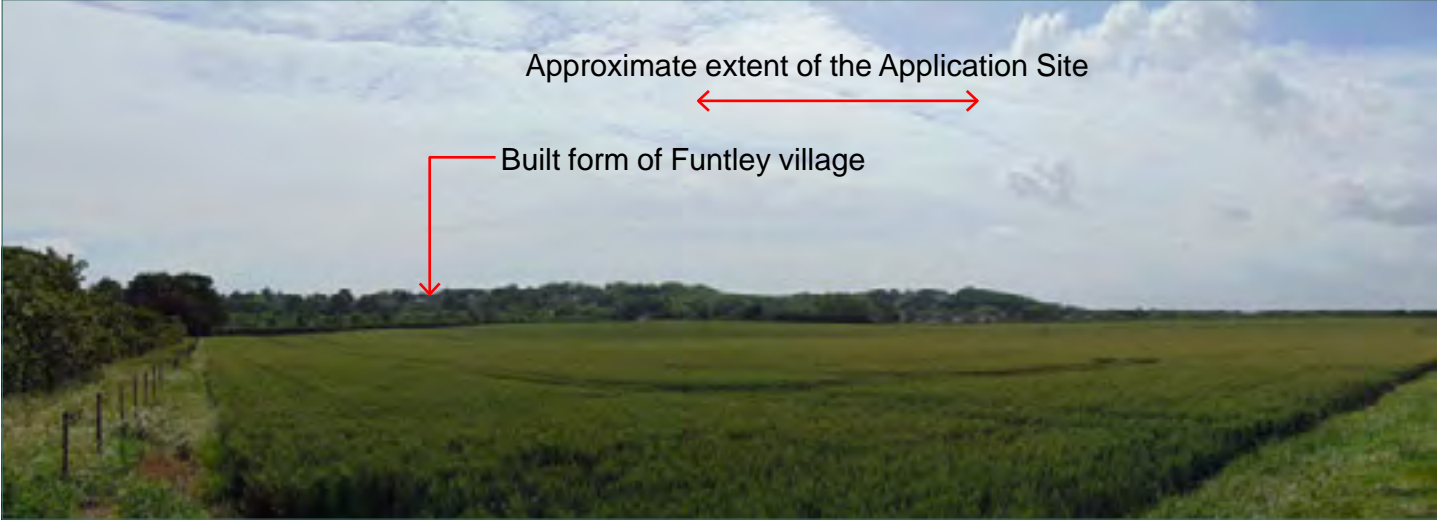 Approximate extent of the Application Site
Built form of Funtley village